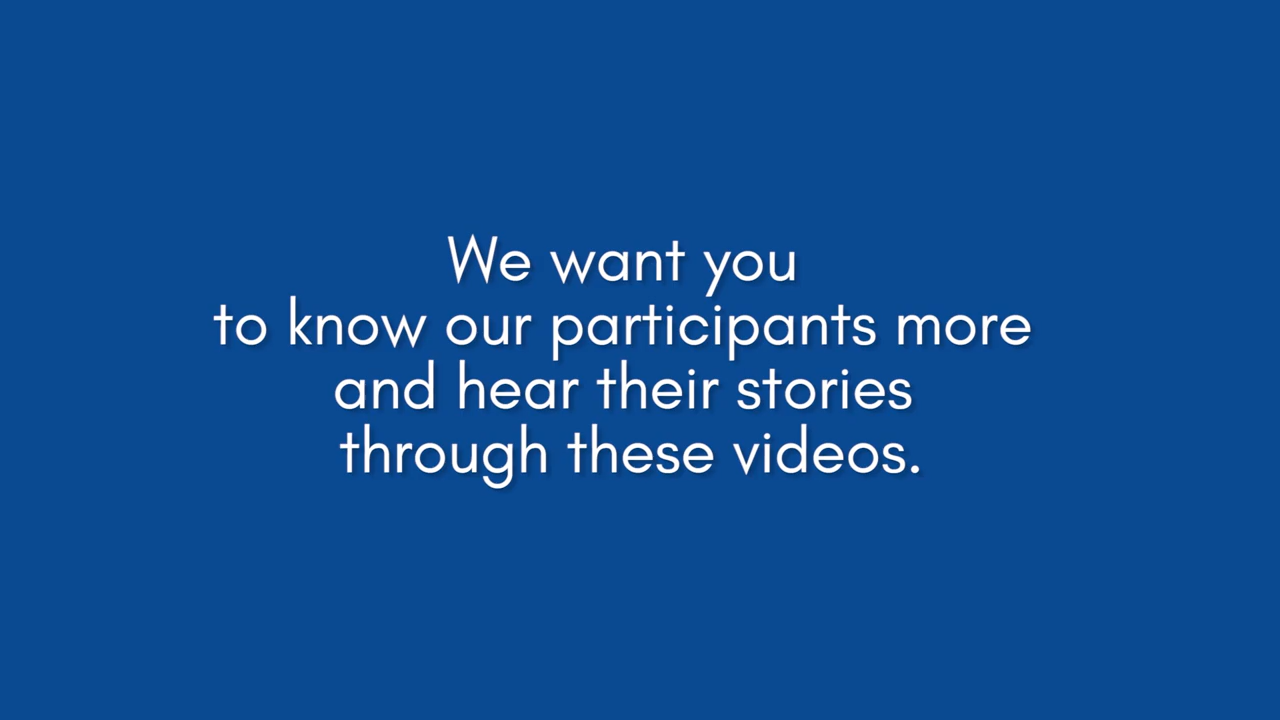 We want you
to know our participants more
and hear their stories
through these videos.